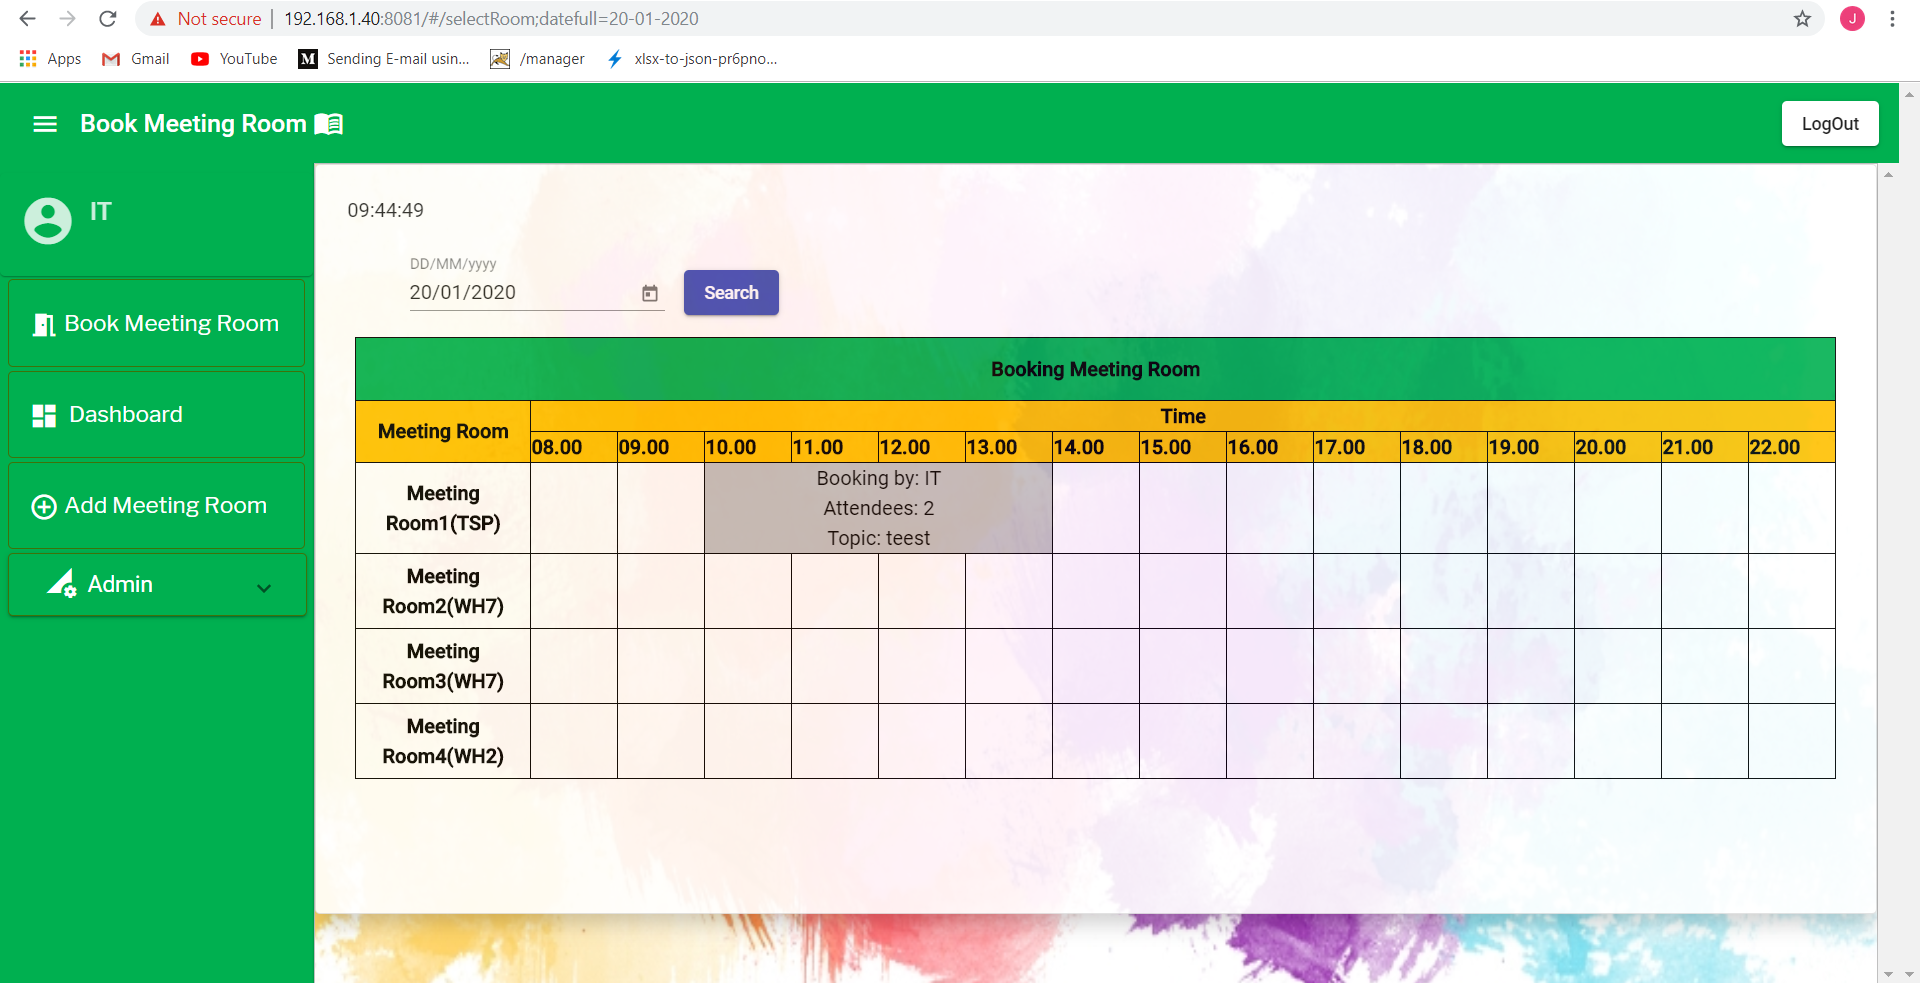 Not secure | 192.168.1.40:8081/#/selectRoom;datefull=20-01-2020
J
Apps Gmail YouTube M Sending E-mail usin... /manager xlsx-to-json-pr6pno...
Book Meeting Room
LogOut
IT
Book Meeting Room
Dashboard
Add Meeting Room
Admin
09:44:49
DD/MM/yyyy
20/01/2020
Search
Booking Meeting Room
Meeting Room
Time
08.00 09.00 10.00 11.00 12.00 13.00 14.00 15.00 16.00 17.00 18.00 19.00 20.00 21.00 22.00
Meeting
Room1(TSP)
Booking by: IT
Attendees: 2
Topic: teest
Meeting
Room2(WH7)
Meeting
Room3(WH7)
Meeting
Room4(WH2)